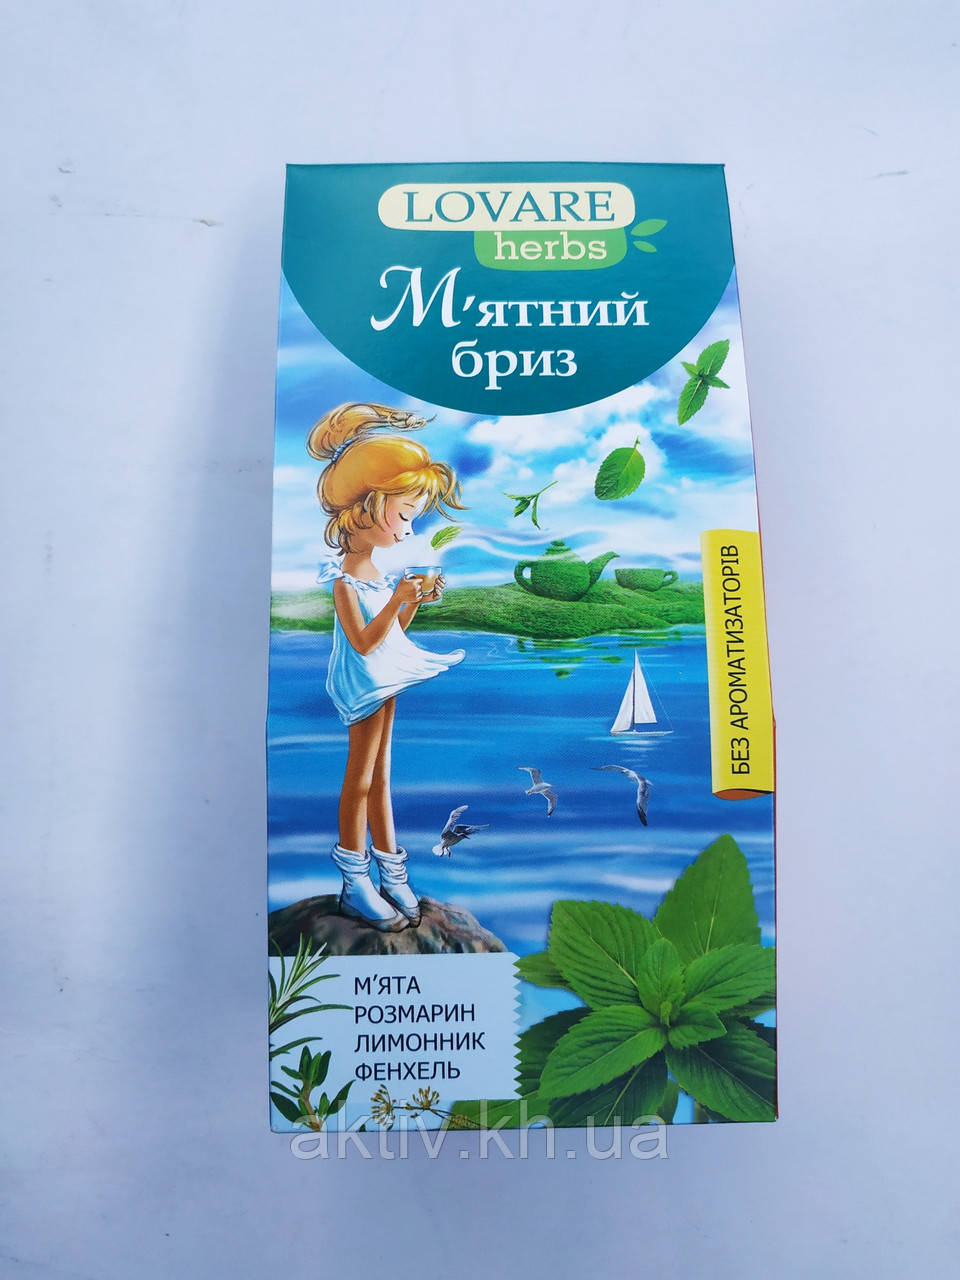 LOVARE
herbs
М'ятний
бриз
БЕЗ АРОМАТИЗАТОРІВ
М'ЯТА
РОЗМАРИН
ЛИМОННИК
ФЕНХЕЛЬ
aktiv.kh.ua